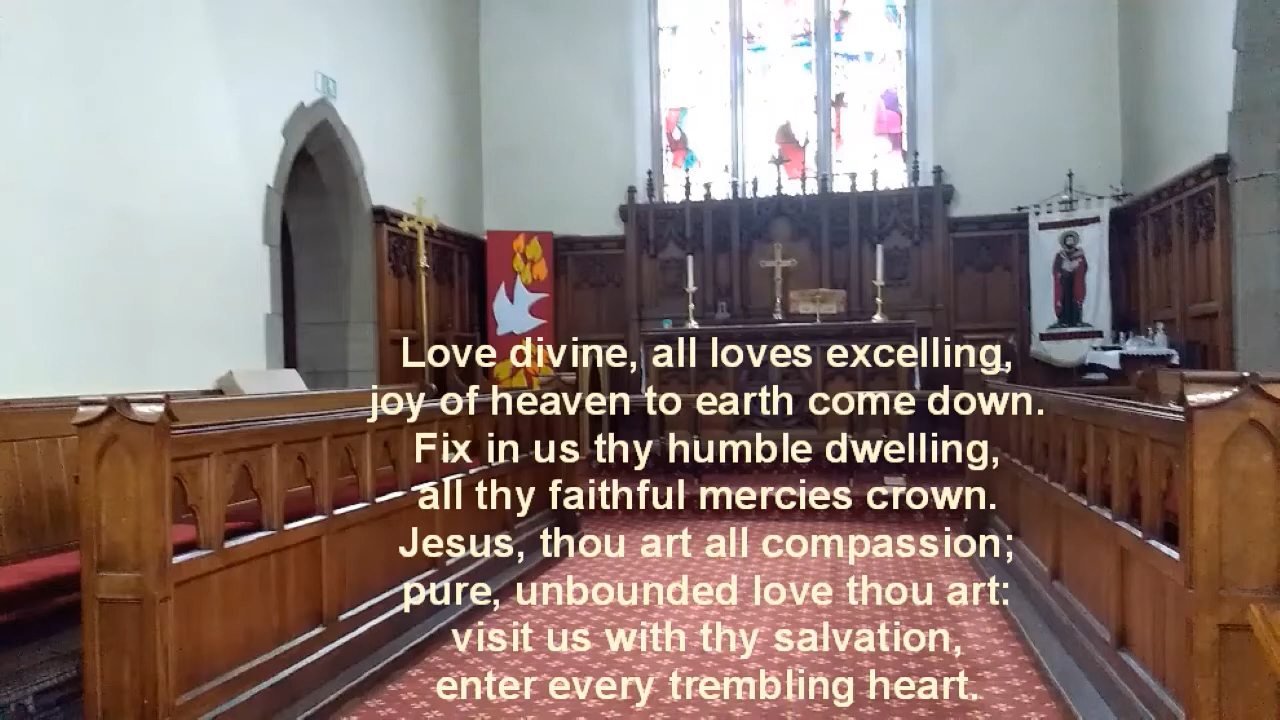 Love divine, all loves excelling,
joy of heaven to earth come down.
Fix in us thy humble dwelling,
all thy faithful mercies crown.
Jesus, thou art all compassion;
pure, unbounded love thou art:
visit us with thy salvation,
enter every trembling heart.